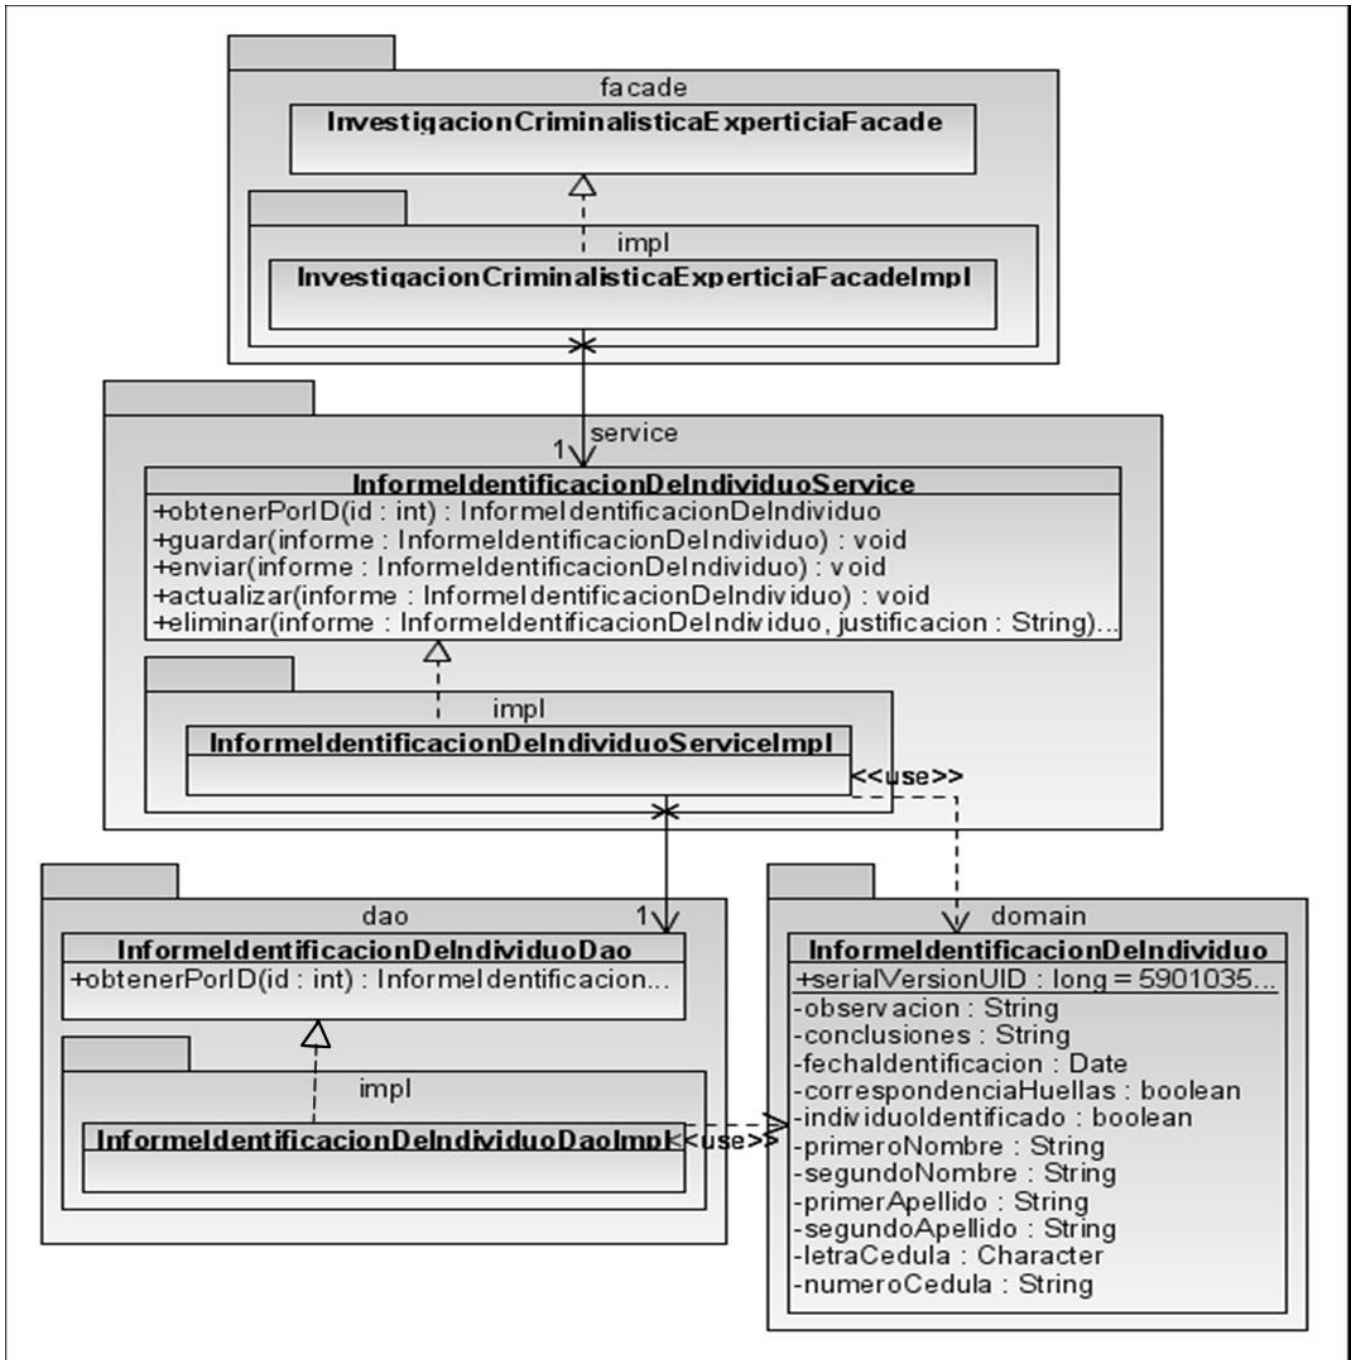 facade
InvestigacionCriminalisticaExperticiaFacade
impl
InvestigacionCriminalisticaExperticiaFacadeImpl
service
1
InformeIdentificacionDeIndividuoService
+obtenerPorID(id : int) : InformeIdentificacionDeIndividuo
+guardar(informe : InformeIdentificacionDeIndividuo) : void
+enviar(informe : InformeIdentificacionDeIndividuo) : void
+actualizar(informe : InformeIdentificacionDeIndividuo) : void
+eliminar(informe : InformeIdentificacionDeIndividuo, justificacion : String)...
impl
InformeIdentificacionDeIndividuoServiceImpl
<<use>>
dao
1
InformeIdentificacionDeIndividuoDao
+obtenerPorID(id : int) : InformeIdentificacion...
impl
InformeIdentificacionDeIndividuoDaoImpl
<<use>>
domain
InformeIdentificacionDeIndividuo
+serialVersionUID : long = 5901035...
-observacion : String
-conclusiones : String
-fechaIdentificacion : Date
-correspondenciaHuellas : boolean
-individuoIdentificado : boolean
-primeroNombre : String
-segundoNombre : String
-primerApellido : String
-segundoApellido : String
-letraCedula : Character
-numeroCedula : String